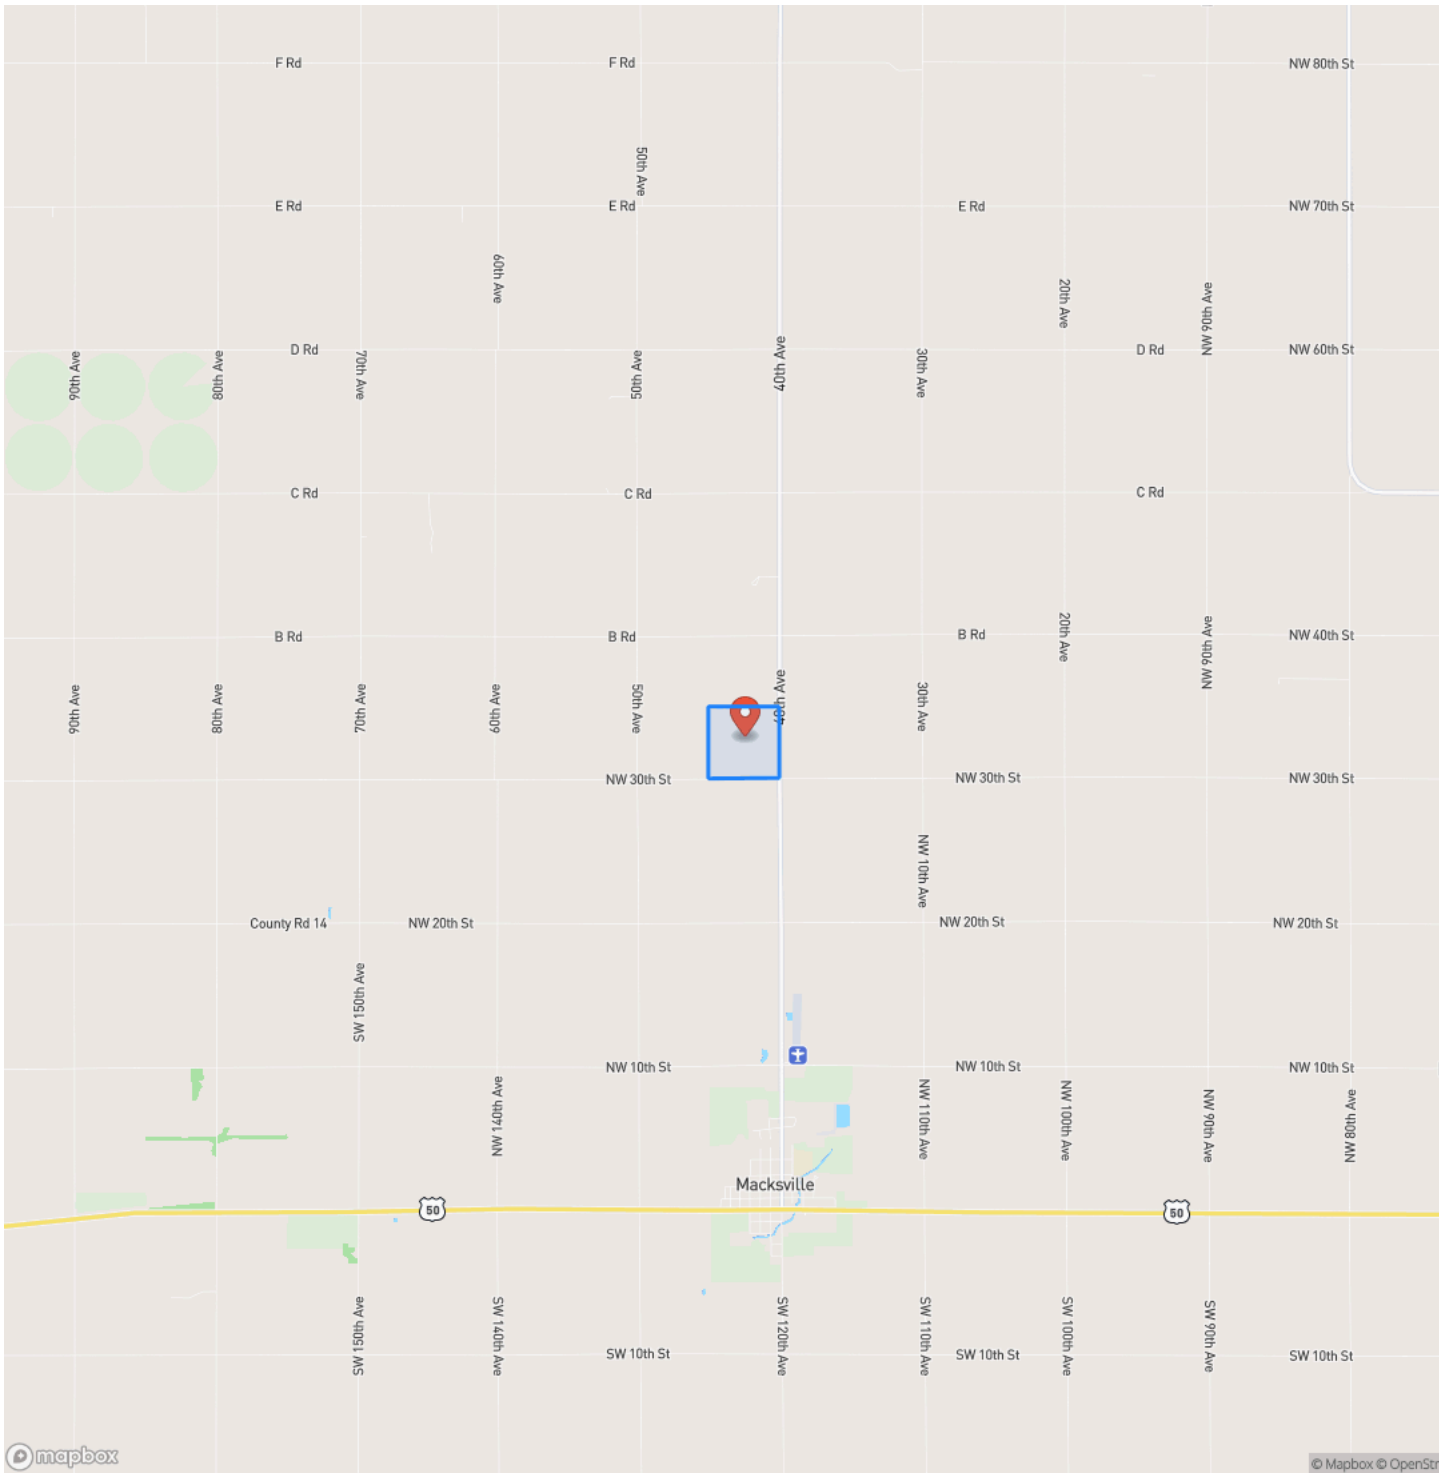 F Rd
F Rd
NW 80th St
50th Ave
E Rd
E Rd
E Rd
NW 70th St
60th Ave
20th Ave
NW 90th Ave
D Rd
D Rd
NW 60th St
90th Ave
80th Ave
70th Ave
50th Ave
40th Ave
30th Ave
C Rd
C Rd
C Rd
B Rd
B Rd
B Rd
NW 40th St
20th Ave
NW 90th Ave
90th Ave
80th Ave
70th Ave
60th Ave
50th Ave
40th Ave
30th Ave
NW 30th St
NW 30th St
NW 30th St
NW 10th Ave
County Rd 14
NW 20th St
NW 20th St
NW 20th St
SW 150th Ave
NW 10th St
NW 10th St
NW 10th St
NW 140th Ave
NW 110th Ave
NW 100th Ave
NW 90th Ave
NW 80th Ave
Macksville
50
50
SW 150th Ave
SW 140th Ave
SW 120th Ave
SW 110th Ave
SW 100th Ave
SW 90th Ave
SW 10th St
SW 10th St
SW 10th St
mapbox
© Mapbox © OpenStr